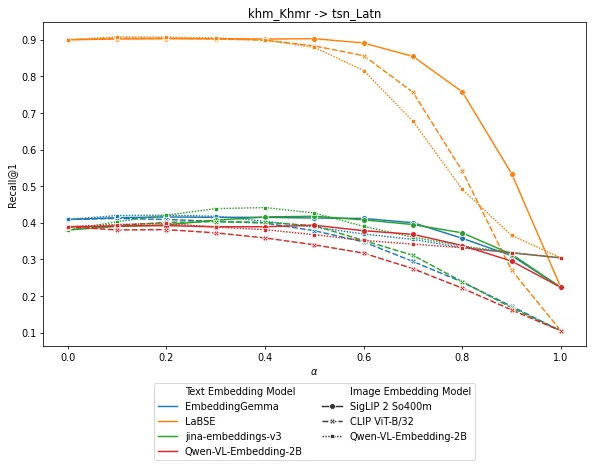 khm_Khmr -> tsn_Latn
Recall@1
0.9
0.8
0.7
0.6
0.5
0.4
0.3
0.2
0.1
0.0 0.2 0.4 0.6 0.8 1.0
α
Text Embedding Model Image Embedding Model
EmbeddingGemma SigLIP 2 So400m
LaBSE CLIP ViT-B/32
jina-embeddings-v3 Qwen-VL-Embedding-2B
Qwen-VL-Embedding-2B